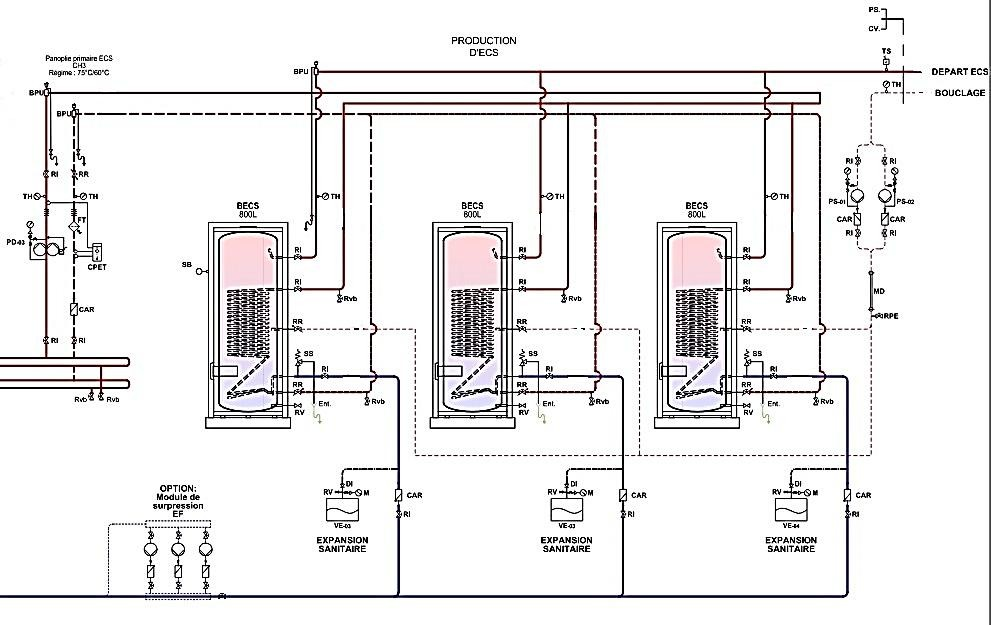 PS.
CV.
PRODUCTION
D'ECS
TS
Panoplie primaire ECS
CH3
Régime : 75°C/60°C
BPU
DEPART ECS
TH
BOUCLAGE
BPU
BPU
RI
RR
RI
RI
TH
TH
TH
TH
TH
PS-01
PS-02
BECS
800L
BECS
800L
BECS
800L
FT
CAR
CAR
PD-03
RI
RI
CPET
RI
RI
RI
SB
RI
RI
RI
MD
Rvb
Rvb
Rvb
CAR
RPE
RR
RR
RR
RI
RI
SS
SS
SS
RI
RI
RI
RR
RR
RR
Rvb
Rvb
Rvb
Rvb
Rvb
RV
Ent.
RV
Ent.
RV
Ent.
DI
DI
DI
RV
M
CAR
RV
M
CAR
RV
M
CAR
OPTION:
Module de
surpression
EF
RI
RI
RI
VE-03
VE-03
VE-04
EXPANSION
SANITAIRE
EXPANSION
SANITAIRE
EXPANSION
SANITAIRE